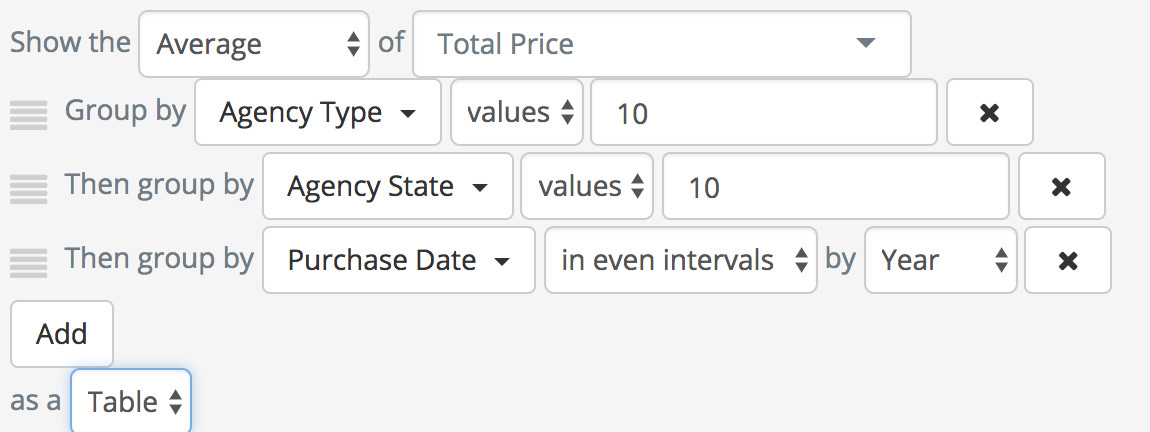 Show the Average of Total Price
Group by Agency Type values 10
Then group by Agency State values 10
Then group by Purchase Date in even intervals by Year
Add
as a Table